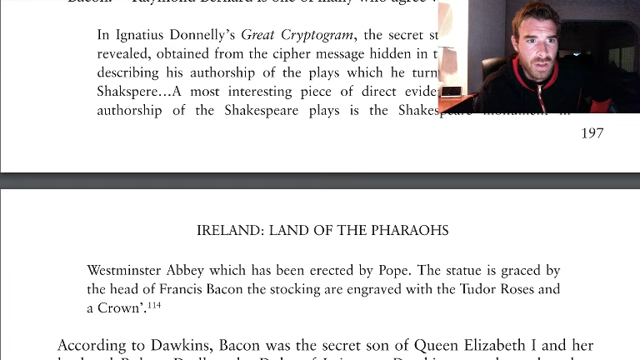 Bacon. Raymond Bernard is one of many who agree
In Ignatius Donnelly's Great Cryptogram, the secret
revealed, obtained from the cipher message hidden in
describing his authorship of the plays which he
Shakspere…A most interesting piece of direct
authorship of the Shakespeare plays is the Shakespeare monument
197
IRELAND: LAND OF THE PHARAOHS
Westminster Abbey which has been erected by Pope. The statue is graced by
the head of Francis Bacon the stocking are engraved with the Tudor Roses and
a Crown'.114
According to Dawkins, Bacon was the secret son of Queen Elizabeth I and her